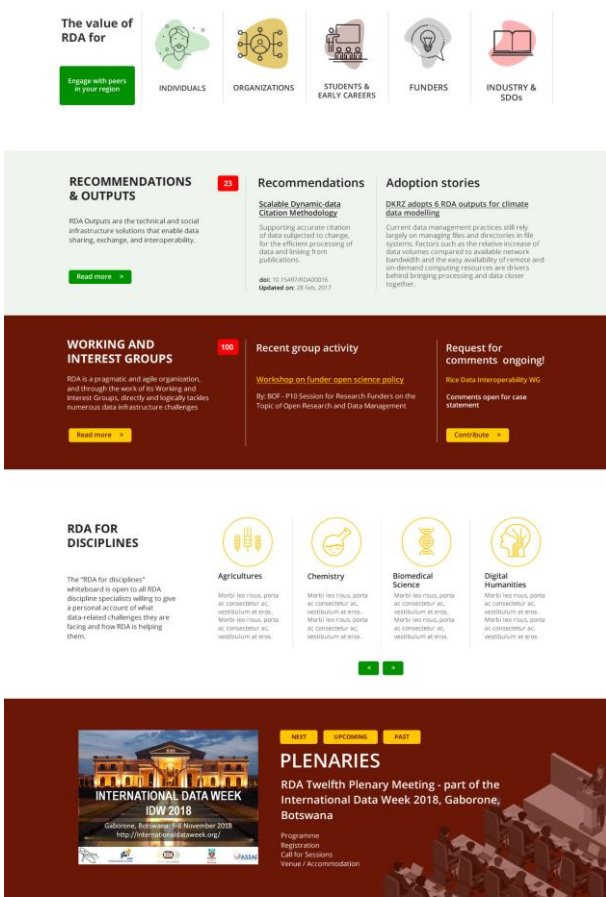 The value of
RDA for
Engage with peers
in your region
INDIVIDUALS
ORGANIZATIONS
STUDENTS &
EARLY CAREERS
FUNDERS
INDUSTRY &
SDOs
RECOMMENDATIONS
& OUTPUTS
23
RDA Outputs are the technical and social
infrastructure solutions that enable data
sharing, exchange, and interoperability.
Read more >
Recommendations
Scalable Dynamic-data
Citation Methodology
Supporting accurate citation
of data subjected to change,
for the efficient processing of
data and linking from
publications.
doi: 10.15497/RDA00016
Updated on: 28 Feb, 2017
Adoption stories
DKRZ adopts 6 RDA outputs for climate
data modelling
Current data management practices still rely
largely on managing files and directories in file
systems. Factors such as the relative increase of
data volumes compared to available network
bandwidth and the easy availability of remote and
on-demand computing resources are drivers
behind bringing processing and data closer
together.
WORKING AND
INTEREST GROUPS
100
RDA is a pragmatic and agile organization,
and through the work of its Working and
Interest Groups, directly and logically tackles
numerous data infrastructure challenges
Read more >
Recent group activity
Workshop on funder open science policy
By: BOF - P10 Session for Research Funders on the
Topic of Open Research and Data Management
Request for
comments ongoing!
Rice Data Interoperability WG
Comments open for case
statement
Contribute >
RDA FOR
DISCIPLINES
The "RDA for disciplines"
whiteboard is open to all RDA
discipline specialists willing to give
a personal account of what
data-related challenges they are
facing and how RDA is helping
them.
Agricultures
Morbi leo risus, porta
ac consectetur ac,
vestibulum at eros.
Morbi leo risus, porta
ac consectetur ac,
vestibulum at eros.
Chemistry
Morbi leo risus, porta
ac consectetur ac,
vestibulum at eros.
Morbi leo risus, porta
ac consectetur ac,
vestibulum at eros.
Biomedical
Science
Morbi leo risus, porta
ac consectetur ac,
vestibulum at eros.
Morbi leo risus, porta
ac consectetur ac,
vestibulum at eros.
Digital
Humanities
Morbi leo risus, porta
ac consectetur ac,
vestibulum at eros.
Morbi leo risus, porta
ac consectetur ac,
vestibulum at eros.
< >
INTERNATIONAL DATA WEEK
IDW 2018
Gaborone, Botswana: 5-8 November 2018
http://internationaldataweek.org/
ASSAf
NEXT
UPCOMING
PAST
PLENARIES
RDA Twelfth Plenary Meeting - part of the
International Data Week 2018, Gaborone,
Botswana
Programme
Registration
Call for Sessions
Venue / Accommodation